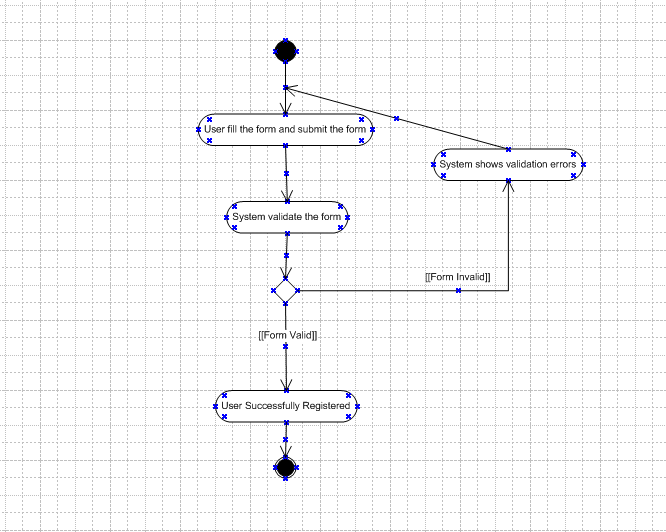 User fill the form and submit the form
System shows validation errors
System validate the form
[[Form Invalid]]
[[Form Valid]]
User Successfully Registered